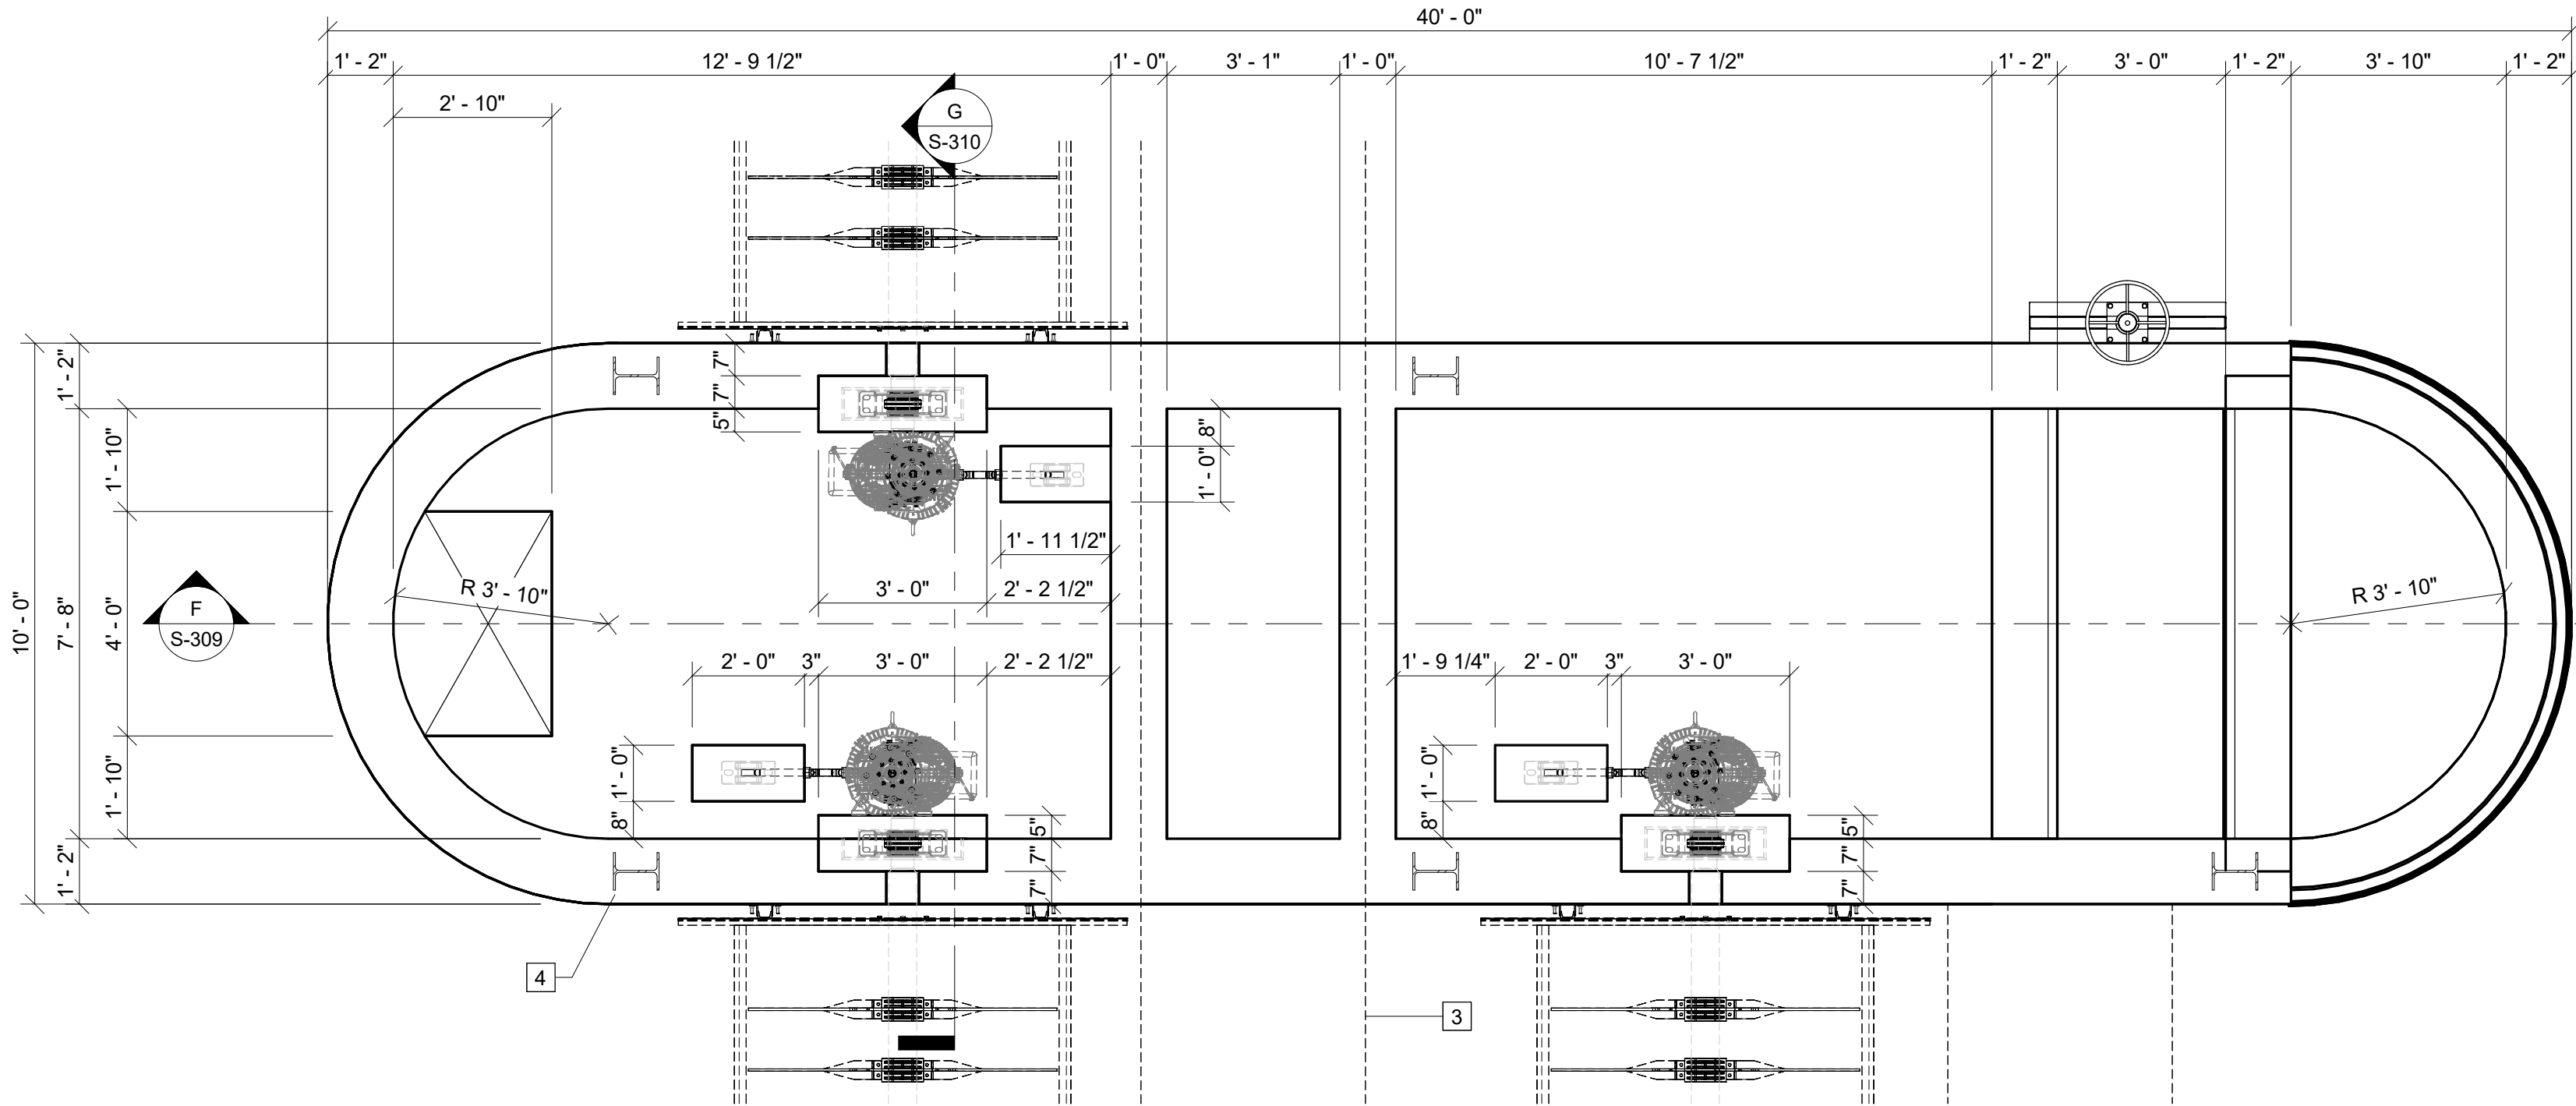 40' - 0"
1' - 2"
12' - 9 1/2"
1' - 0"
3' - 1"
1' - 0"
10' - 7 1/2"
1' - 2"
3' - 0"
1' - 2"
3' - 10"
1' - 2"
2' - 10"
G
S-310
10' - 0"
1' - 2"
7' - 8"
1' - 2"
1' - 10"
4' - 0"
1' - 10"
7"
7"
5"
8"
1' - 0"
1' - 11 1/2"
3' - 0"
2' - 2 1/2"
R 3' - 10"
R 3' - 10"
F
S-309
2' - 0"
3"
3' - 0"
2' - 2 1/2"
1' - 9 1/4"
2' - 0"
3"
3' - 0"
1' - 0"
8"
5"
7"
7"
1' - 0"
8"
5"
7"
7"
4
3